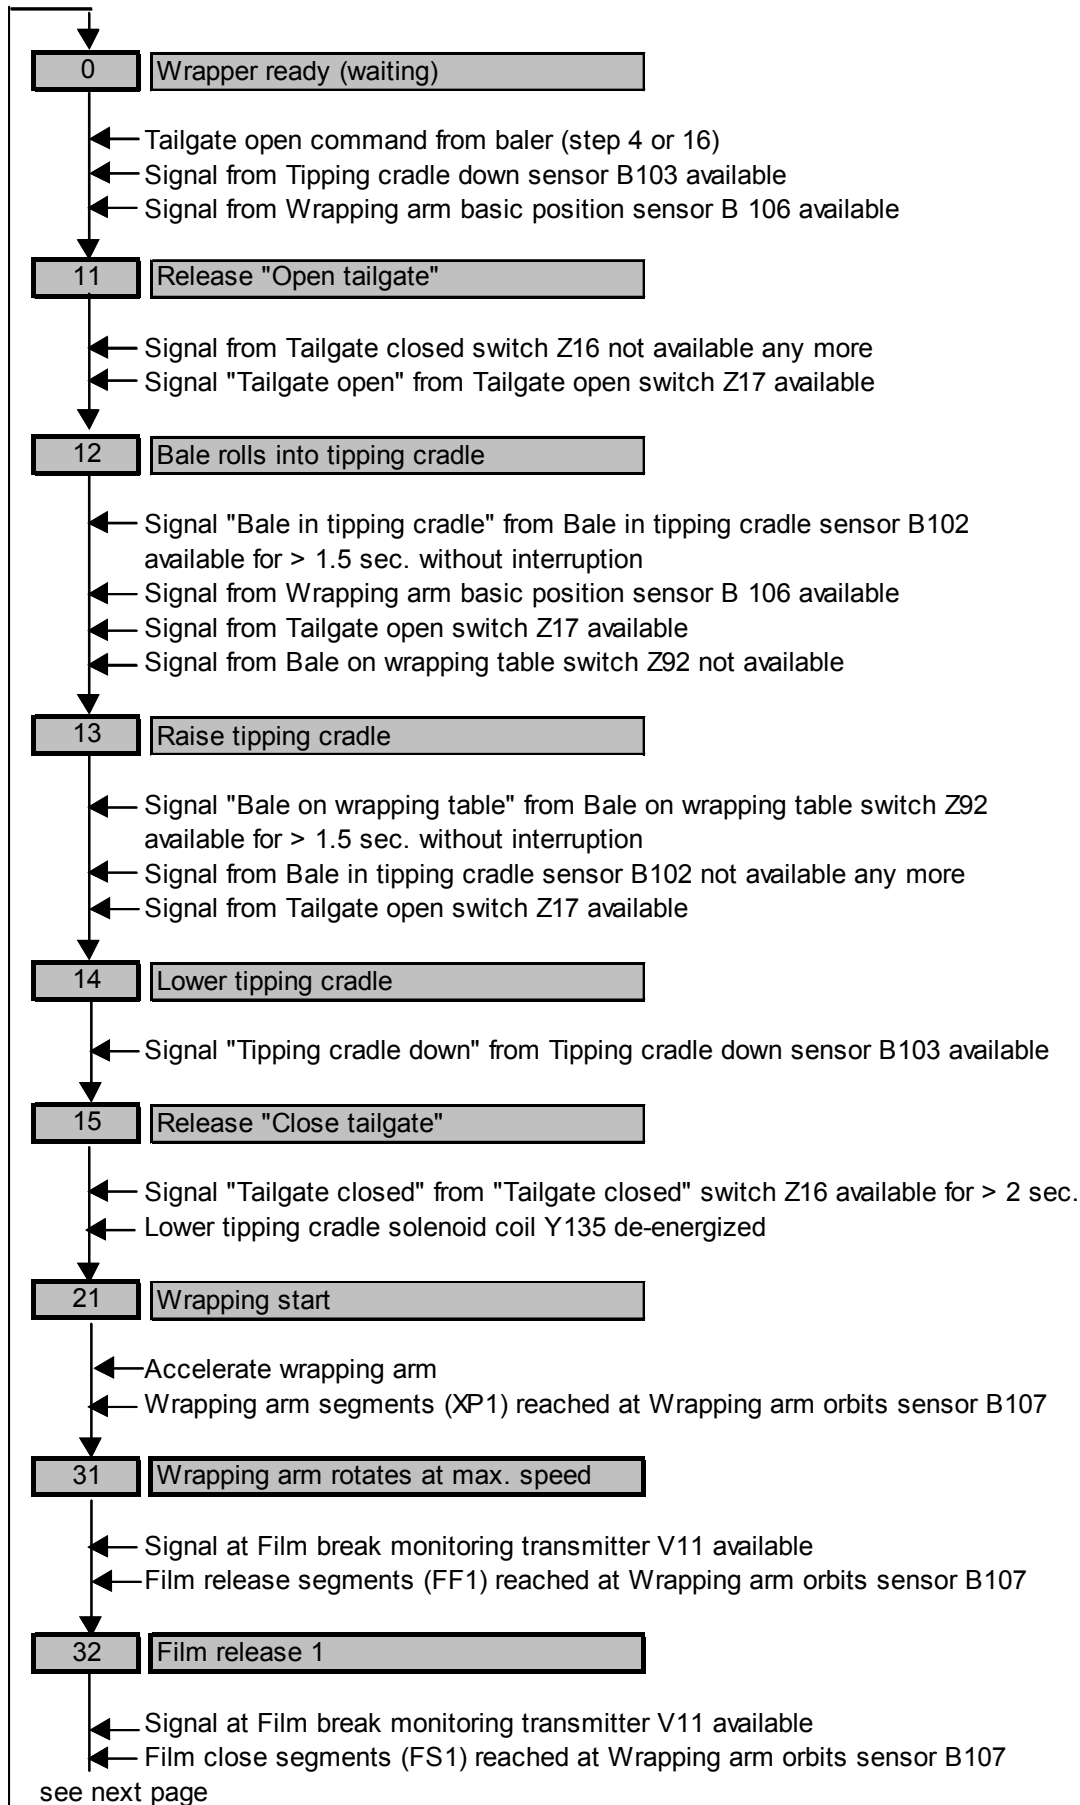 0 Wrapper ready (waiting)
Tailgate open command from baler (step 4 or 16)
Signal from Tipping cradle down sensor B103 available
Signal from Wrapping arm basic position sensor B 106 available
11 Release "Open tailgate"
Signal from Tailgate closed switch Z16 not available any more
Signal "Tailgate open" from Tailgate open switch Z17 available
12 Bale rolls into tipping cradle
Signal "Bale in tipping cradle" from Bale in tipping cradle sensor B102
available for > 1.5 sec. without interruption
Signal from Wrapping arm basic position sensor B 106 available
Signal from Tailgate open switch Z17 available
Signal from Bale on wrapping table switch Z92 not available
13 Raise tipping cradle
Signal "Bale on wrapping table" from Bale on wrapping table switch Z92
available for > 1.5 sec. without interruption
Signal from Bale in tipping cradle sensor B102 not available any more
Signal from Tailgate open switch Z17 available
14 Lower tipping cradle
Signal "Tipping cradle down" from Tipping cradle down sensor B103 available
15 Release "Close tailgate"
Signal "Tailgate closed" from "Tailgate closed" switch Z16 available for > 2 sec.
Lower tipping cradle solenoid coil Y135 de-energized
21 Wrapping start
Accelerate wrapping arm
Wrapping arm segments (XP1) reached at Wrapping arm orbits sensor B107
31 Wrapping arm rotates at max. speed
Signal at Film break monitoring transmitter V11 available
Film release segments (FF1) reached at Wrapping arm orbits sensor B107
32 Film release 1
Signal at Film break monitoring transmitter V11 available
Film close segments (FS1) reached at Wrapping arm orbits sensor B107
see next page